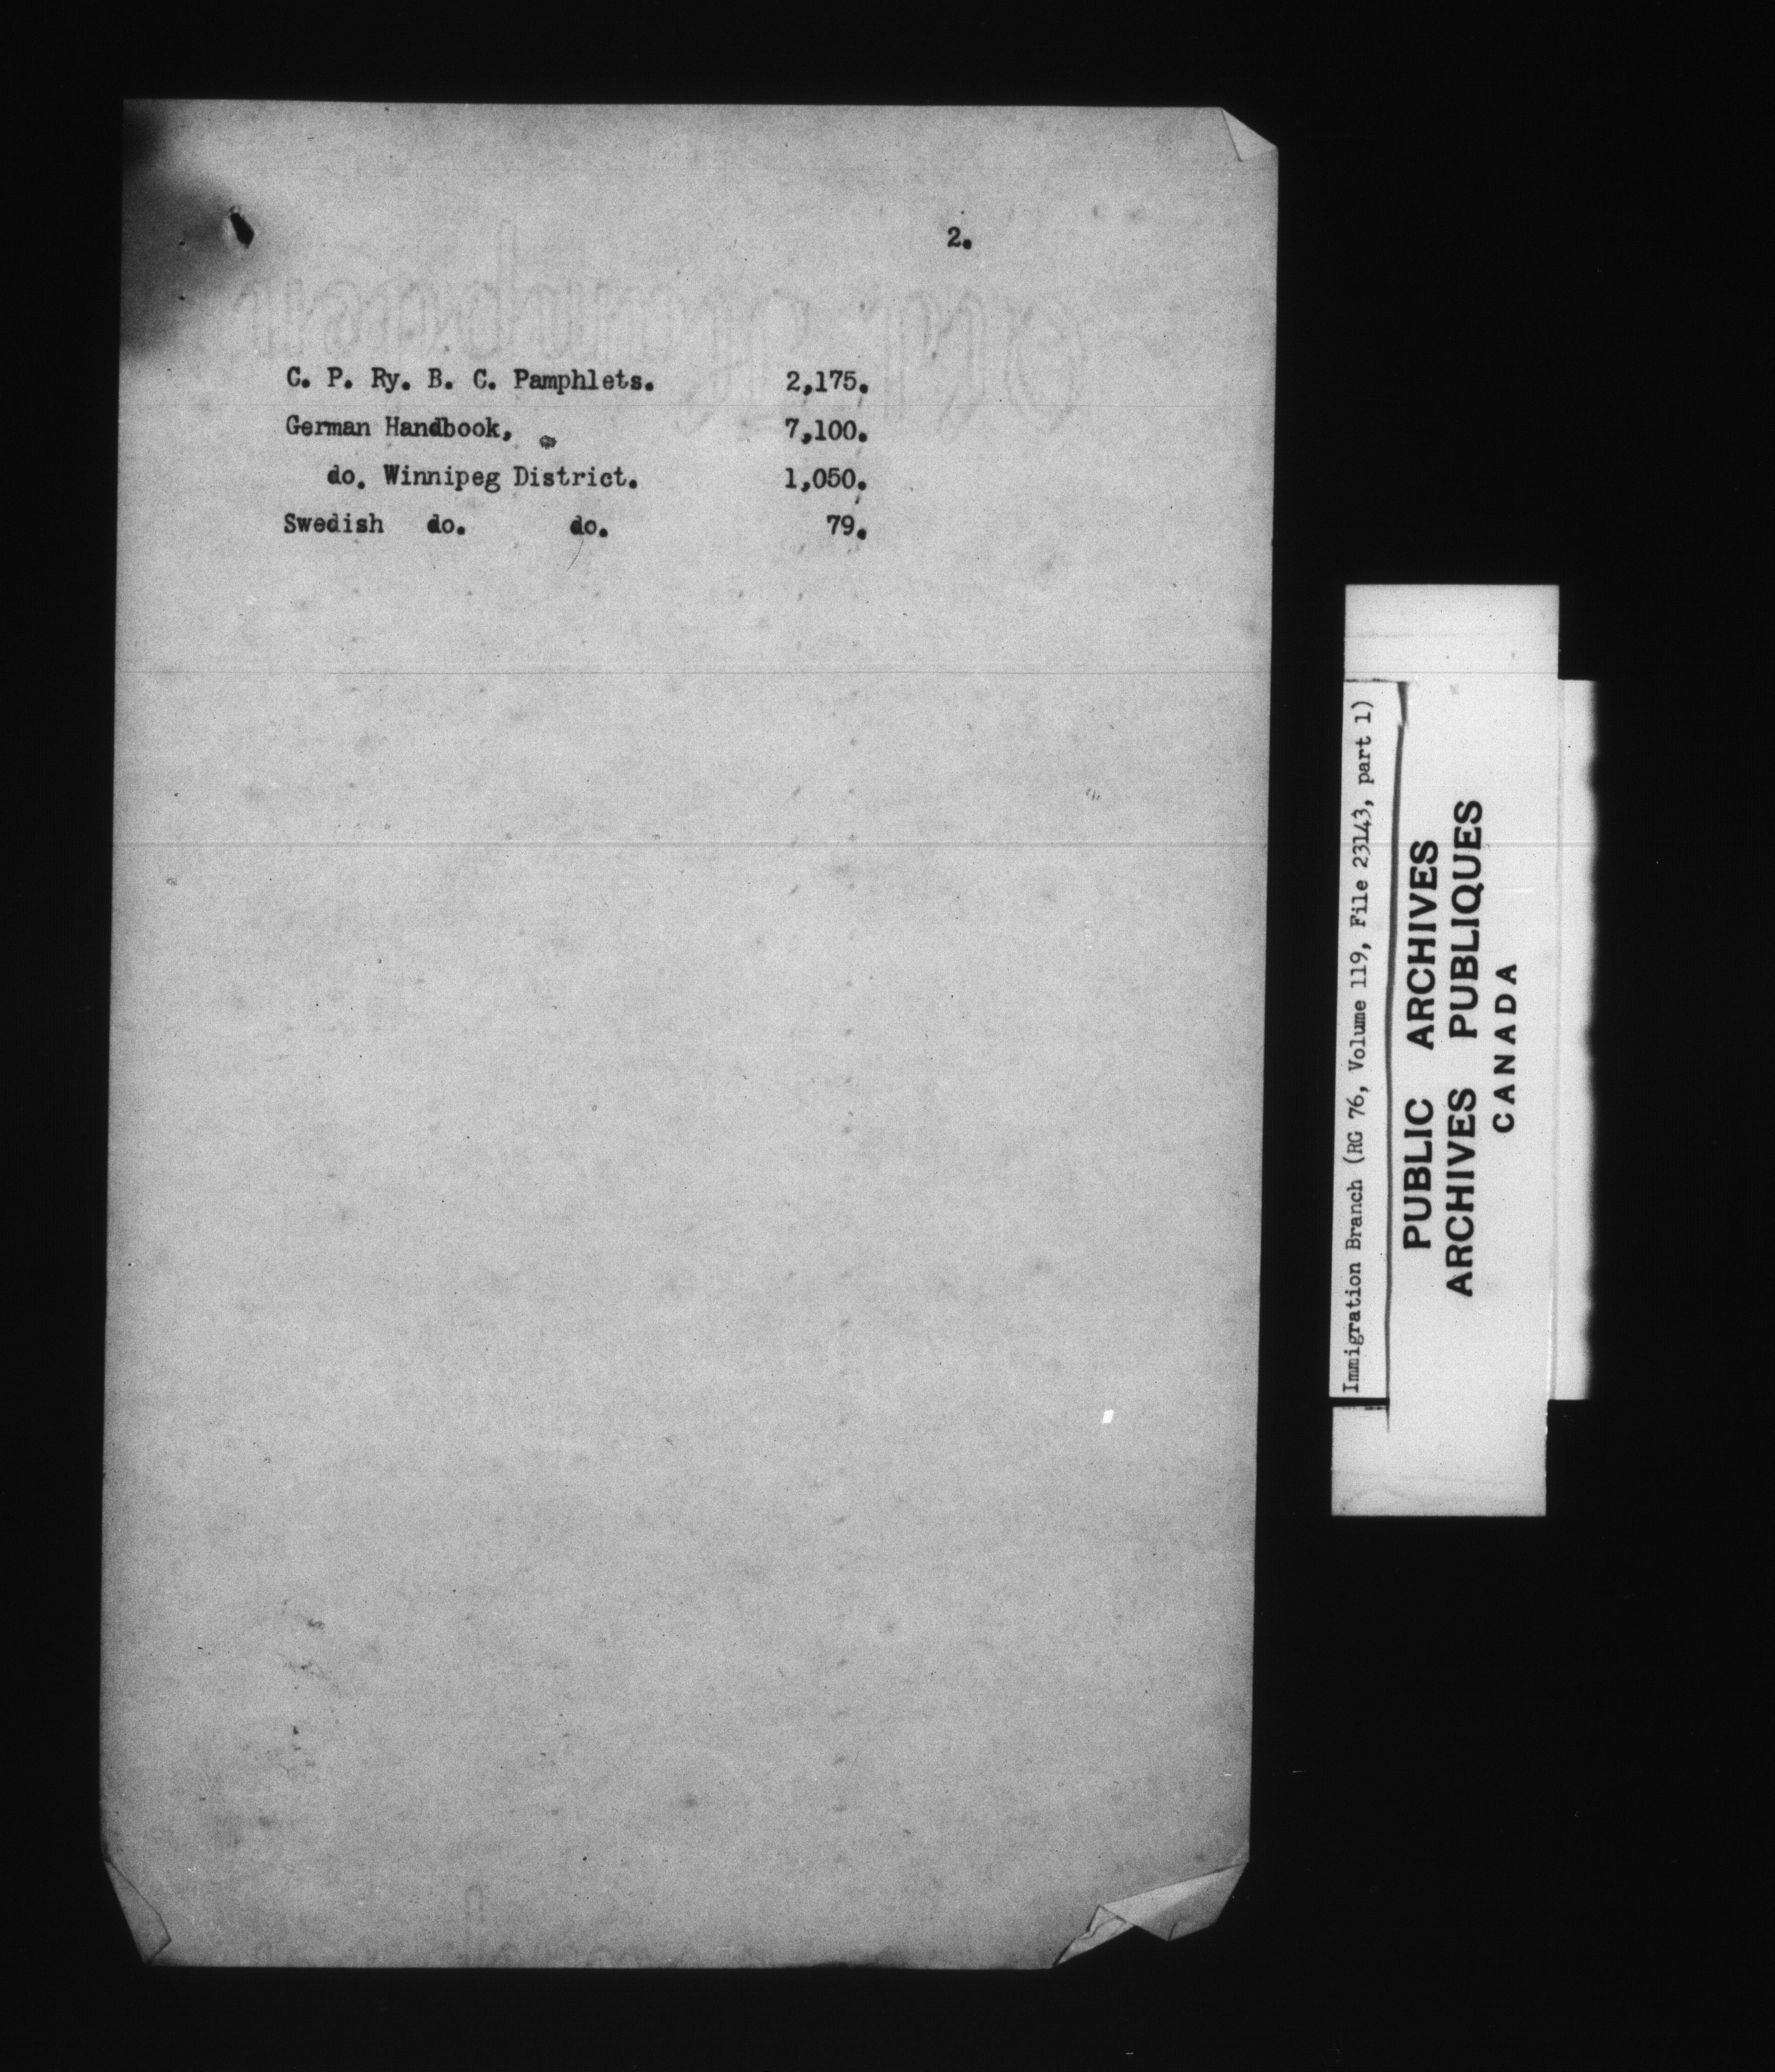 2.
C. P. Ry. B. C. Pamphlets. 2,175.
German Handbook, 7,100.
do. Winnipeg District. 1,050.
Swedish do. do. 79.
Immigration Branch (RG 76, Volume 119, File 23143, part 1)
PUBLIC ARCHIVES
ARCHIVES PUBLIQUES
CANADA